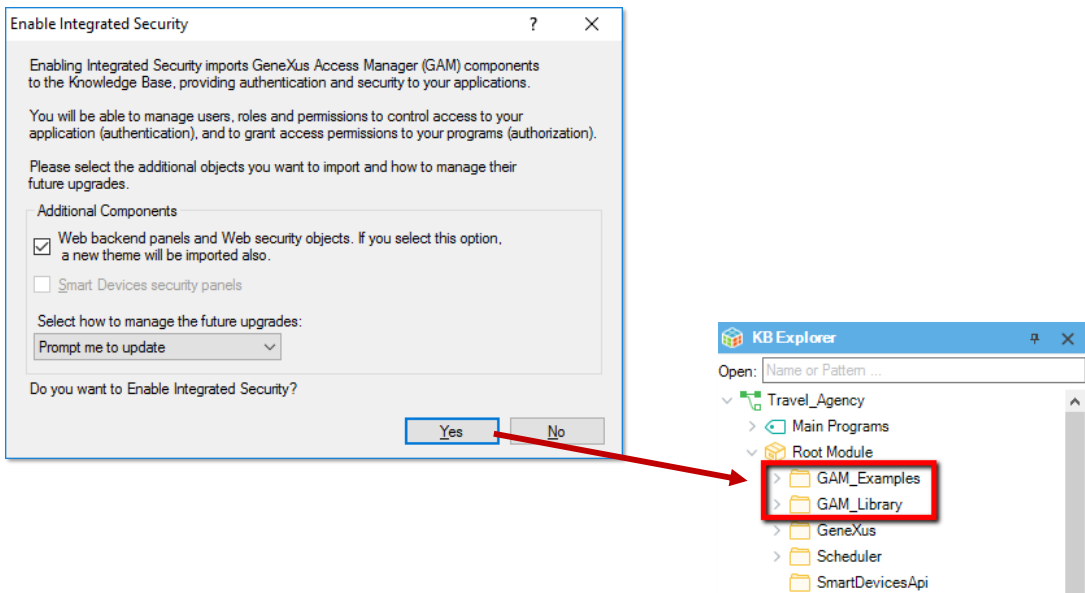 Enable Integrated Security
Enabling Integrated Security imports GeneXus Access Manager (GAM) components
to the Knowledge Base, providing authentication and security to your applications.
You will be able to manage users, roles and permissions to control access to your
application (authentication), and to grant access permissions to your programs (authorization).
Please select the additional objects you want to import and how to manage their
future upgrades.
Additional Components
Web backend panels and Web security objects. If you select this option,
a new theme will be imported also.
Smart Devices security panels
Select how to manage the future upgrades:
Prompt me to update
Do you want to Enable Integrated Security?
Yes
No
KB Explorer
Open: Name or Pattern ...
Travel_Agency
Main Programs
Root Module
GAM_Examples
GAM_Library
GeneXus
Scheduler
SmartDevicesApi